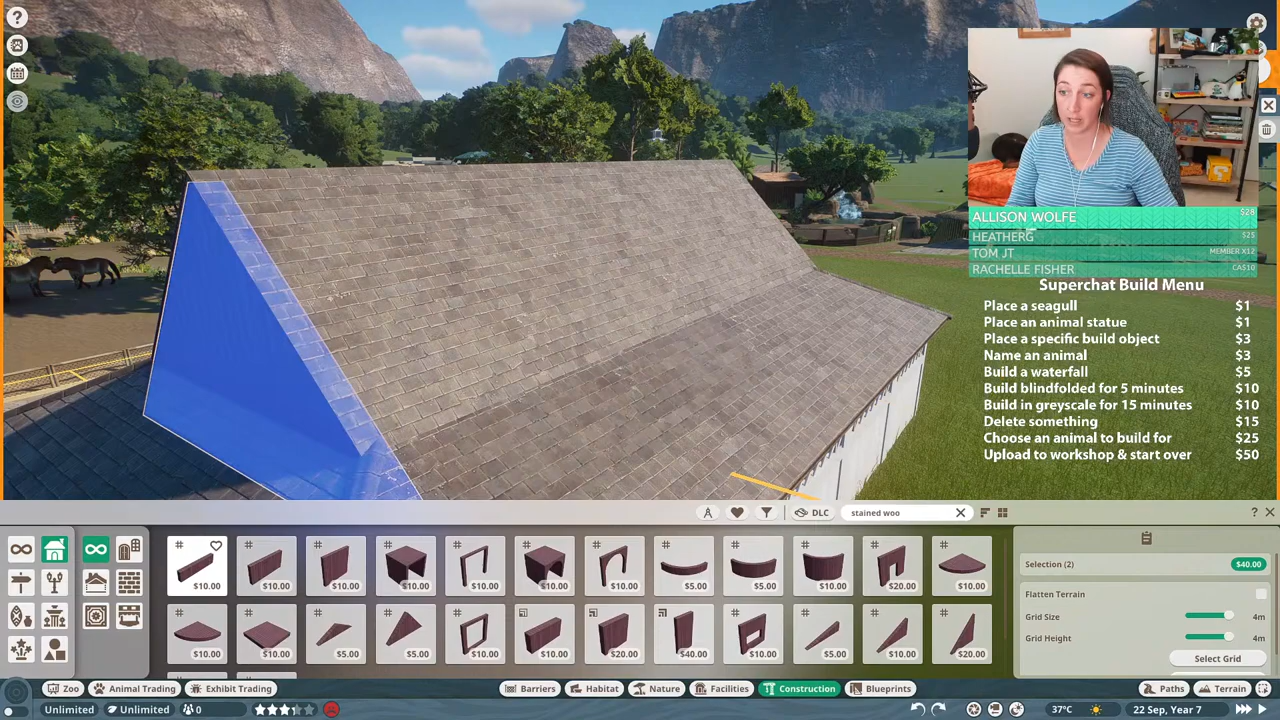 ALLISON WOLFE $28
HEATHERG $25
TOM JT MEMBER X12
RACHELLE FISHER CA$10
Superchat Build Menu
Place a seagull $1
Place an animal statue $1
Place a specific build object $3
Name an animal $3
Build a waterfall $5
Build blindfolded for 5 minutes $10
Build in greyscale for 15 minutes $10
Delete something $15
Choose an animal to build for $25
Upload to workshop & start over $50
DLC stained woo
$10.00 $10.00 $10.00 $10.00 $10.00 $10.00 $10.00 $5.00 $5.00 $10.00 $20.00 $10.00
$10.00 $10.00 $5.00 $5.00 $10.00 $10.00 $20.00 $40.00 $10.00 $5.00 $10.00 $20.00
Selection (2) $40.00
Flatten Terrain
Grid Size 4m
Grid Height 4m
Select Grid
Zoo Animal Trading Exhibit Trading Barriers Habitat Nature Facilities Construction Blueprints Paths Terrain
Unlimited Unlimited 0 37°C 22 Sep, Year 7